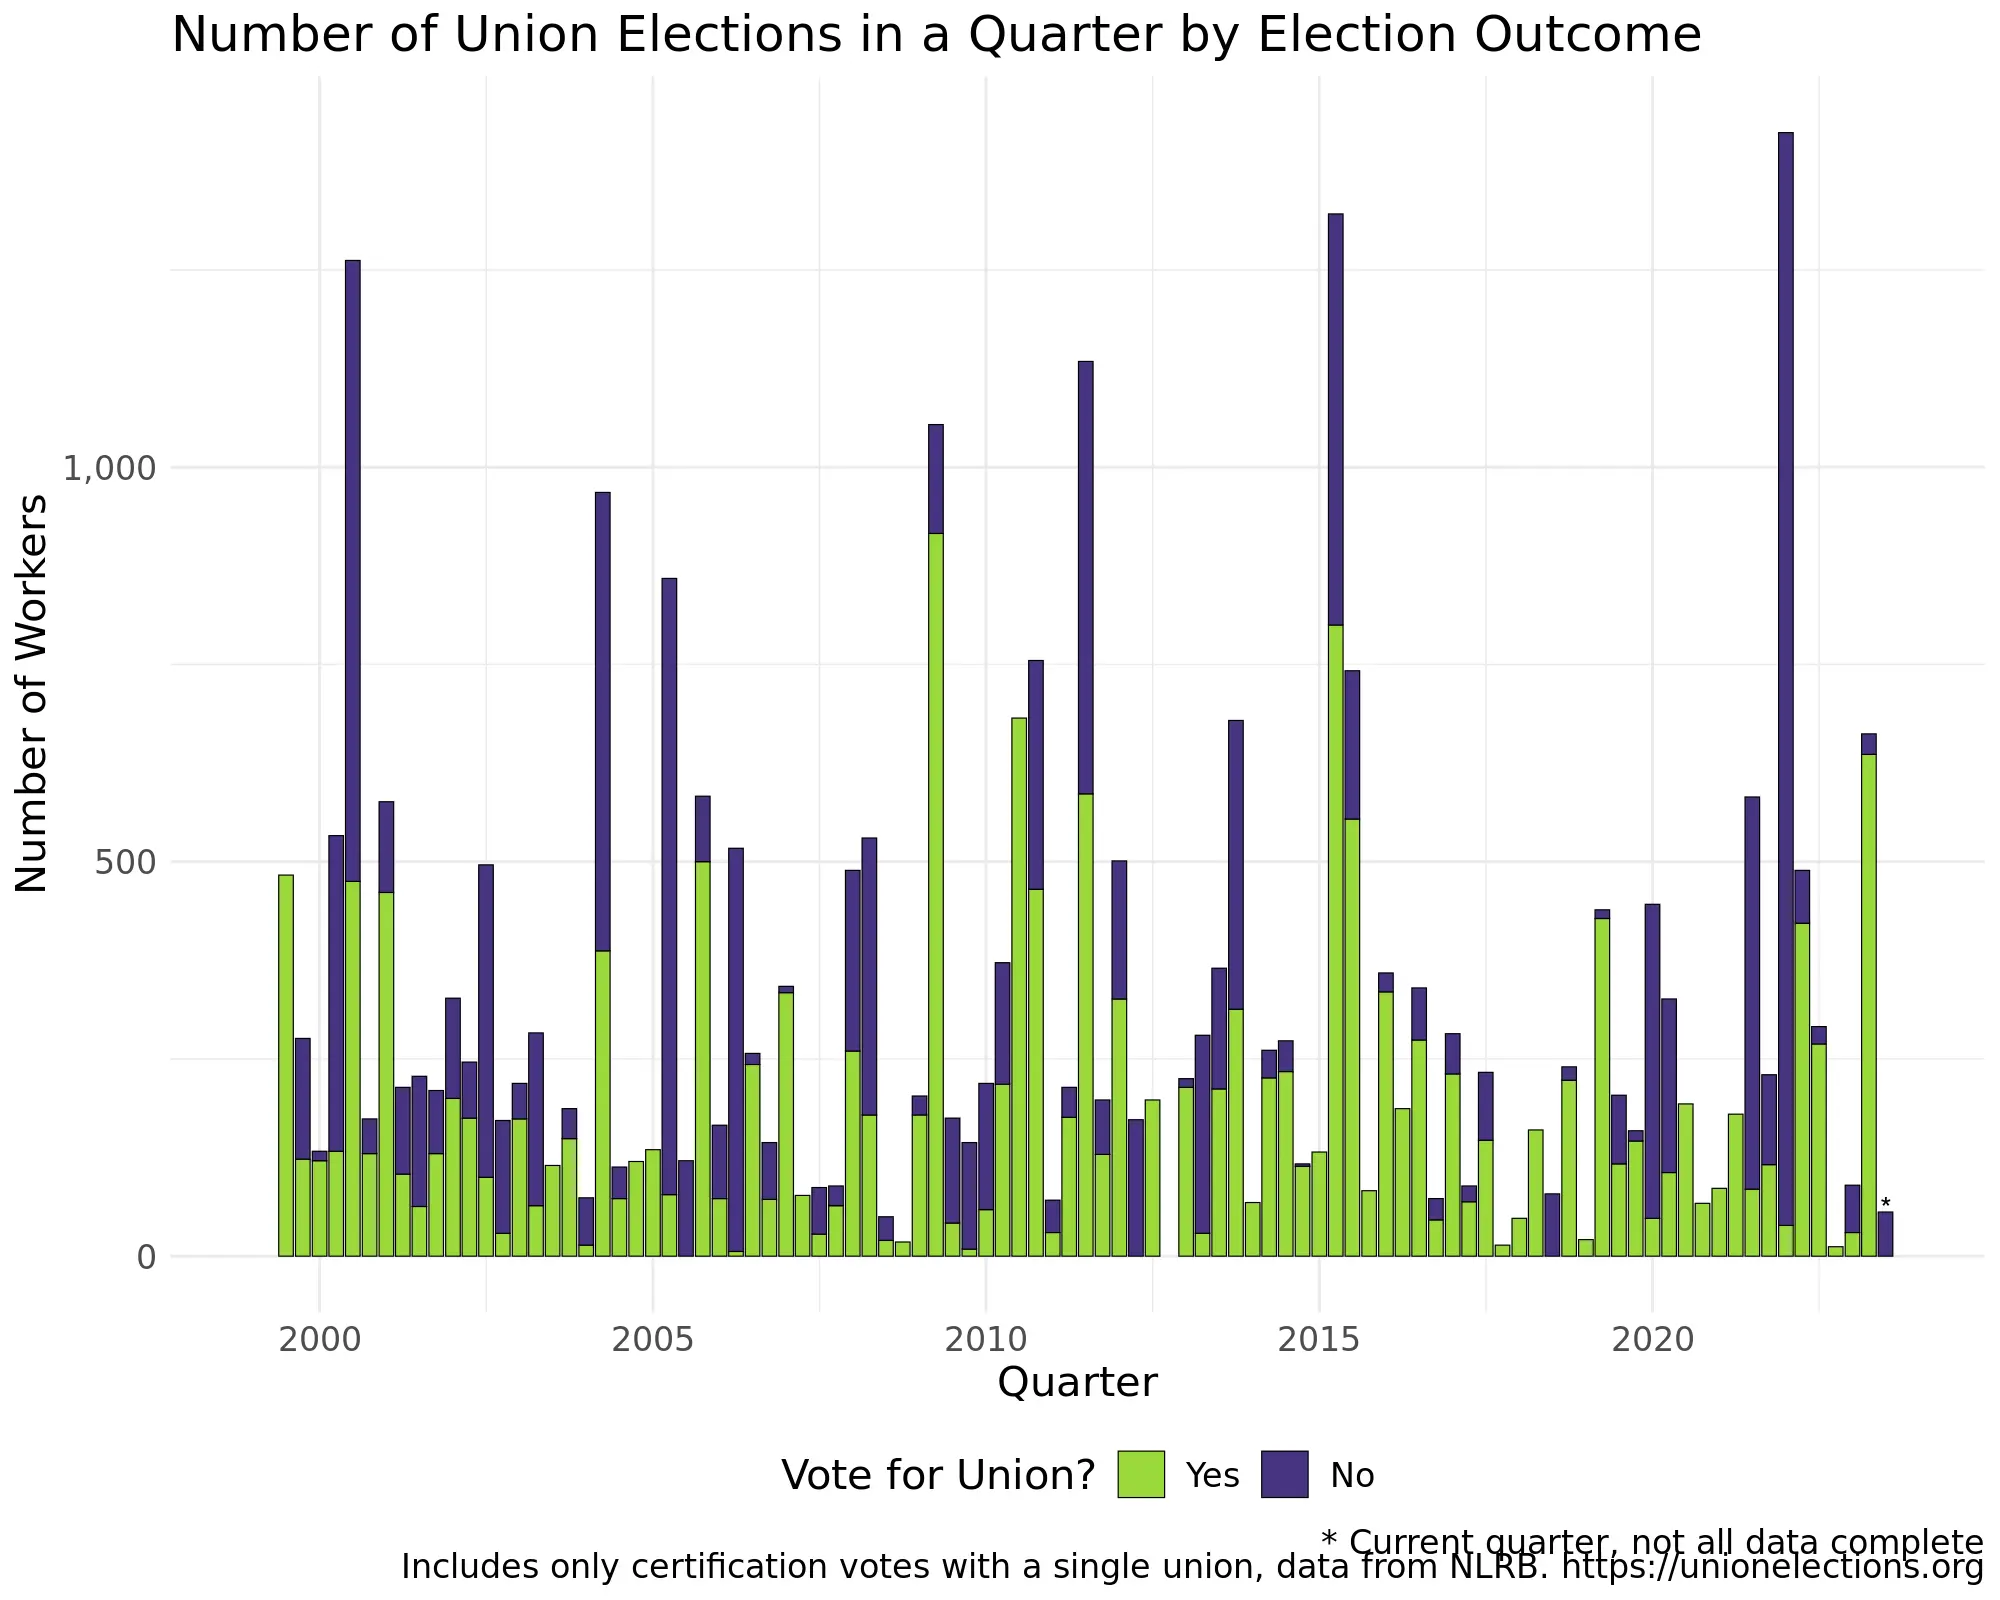 Number of Union Elections in a Quarter by Election Outcome
Number of Workers
1,000
500
0
2000 2005 2010 2015 2020
Quarter
Vote for Union? Yes No
*
* Current quarter, not all data complete
Includes only certification votes with a single union, data from NLRB. https://unionelections.org